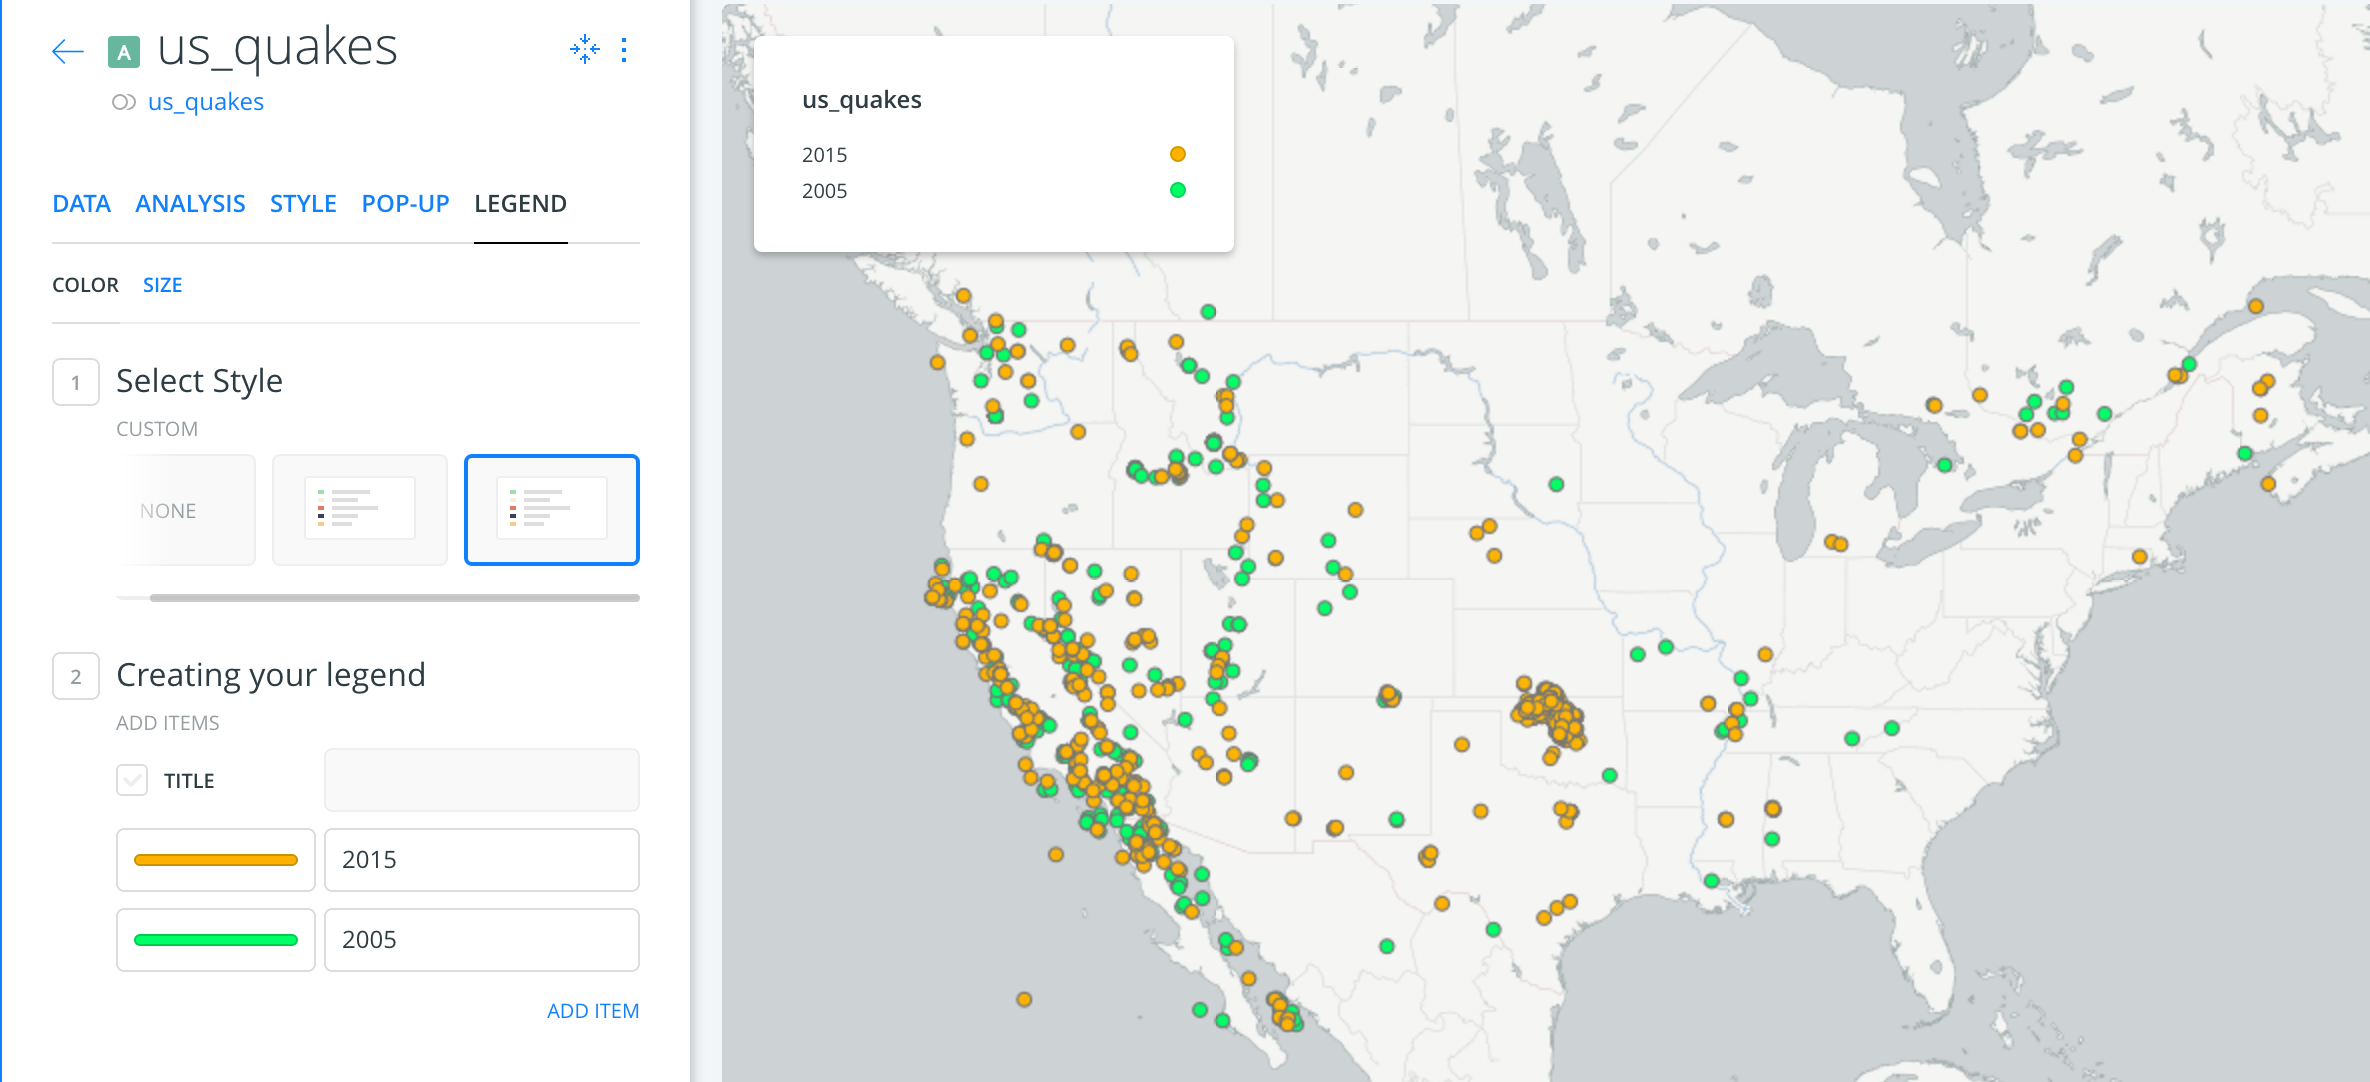 A us_quakes
us_quakes
DATA ANALYSIS STYLE POP-UP LEGEND
COLOR SIZE
1 Select Style
CUSTOM
NONE
2 Creating your legend
ADD ITEMS
TITLE
2015
2005
ADD ITEM
us_quakes
2015
2005